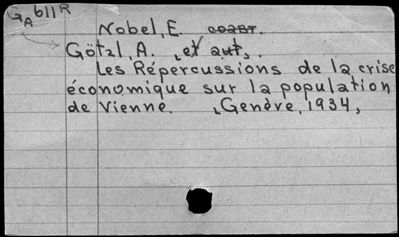 GA 611 R
Nobel, E. coaut.
Götzl, A. , et aut, .
Les Répercussions de la crise
économique sur la population
de Vienne. , Genève, 1934,